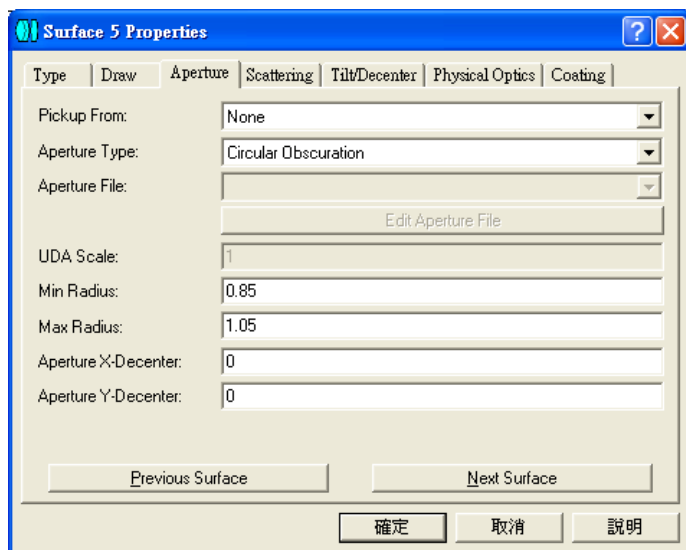 Surface 5 Properties
Type Draw Aperture Scattering Tilt/Decenter Physical Optics Coating
Pickup From: None
Aperture Type: Circular Obscuration
Aperture File:
Edit Aperture File
UDA Scale: 1
Min Radius: 0.85
Max Radius: 1.05
Aperture X-Decenter: 0
Aperture Y-Decenter: 0
Previous Surface Next Surface
確定 取消 說明